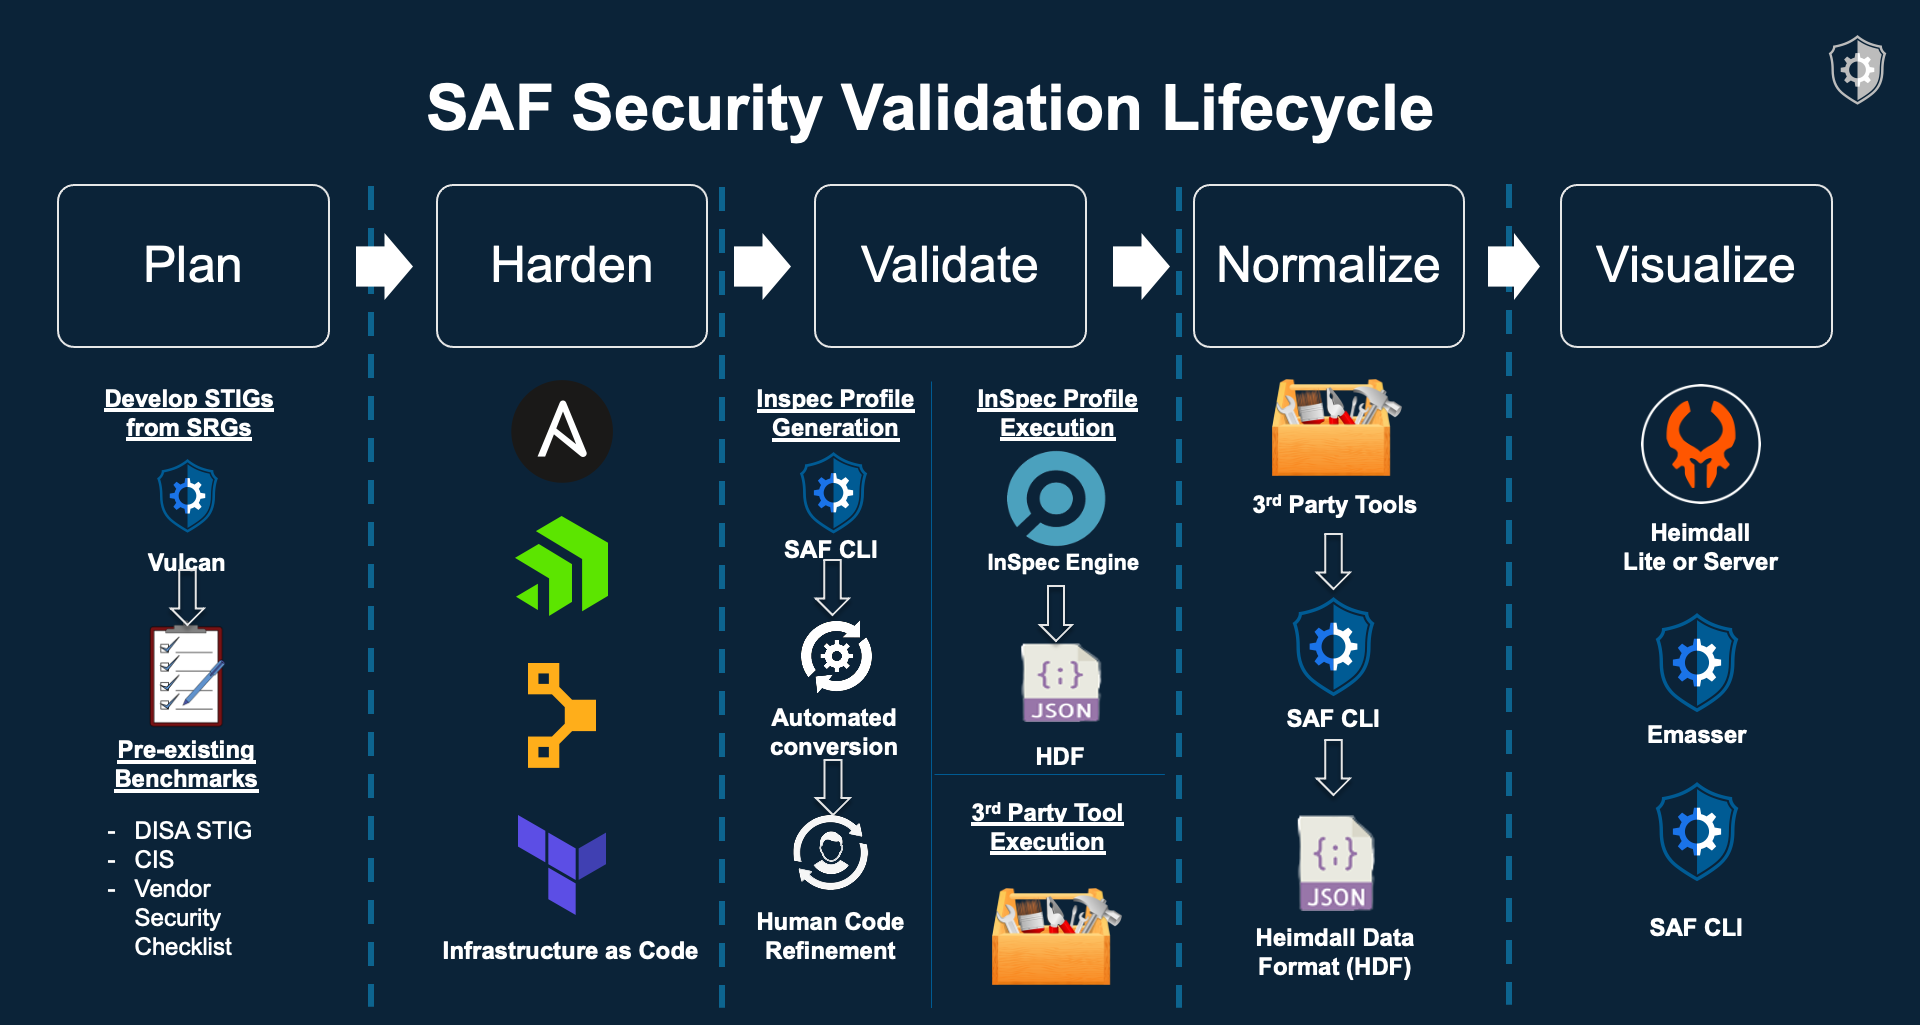 SAF Security Validation Lifecycle
Plan
Harden
Validate
Normalize
Visualize
Develop STIGs
from SRGs
Vulcan
Pre-existing
Benchmarks
- DISA STIG
- CIS
- Vendor
Security
Checklist
Infrastructure as Code
Inspec Profile
Generation
SAF CLI
Automated
conversion
Human Code
Refinement
InSpec Profile
Execution
InSpec Engine
{;}
JSON
HDF
3rd Party Tool
Execution
3rd Party Tools
SAF CLI
{;}
JSON
Heimdall Data
Format (HDF)
Heimdall
Lite or Server
Emasser
SAF CLI